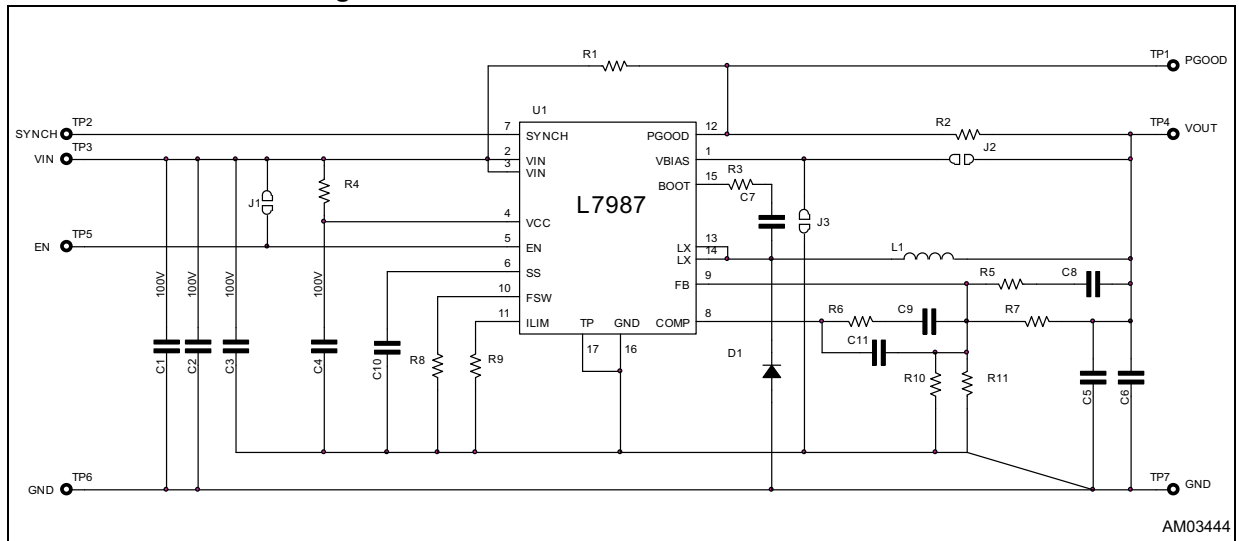 g
R1
TP1
PGOOD
U1
SYNCH
TP2
7
SYNCH
PGOOD
12
R2
TP4
VOUT
VIN
TP3
2
VIN
3
VIN
VBIAS
1
J2
R4
BOOT
15
R3
C7
J1
L7987
J3
4
VCC
EN
TP5
5
EN
LX
13
LX
14
L1
6
SS
FB
9
R5
C8
100V
100V
100V
100V
10
FSW
11
ILIM
TP
GND
COMP
8
R6
C9
R7
17
16
C11
D1
C1
C2
C3
C4
C10
R8
R9
R10
R11
C5
C6
GND
TP6
TP7
GND
AM03444